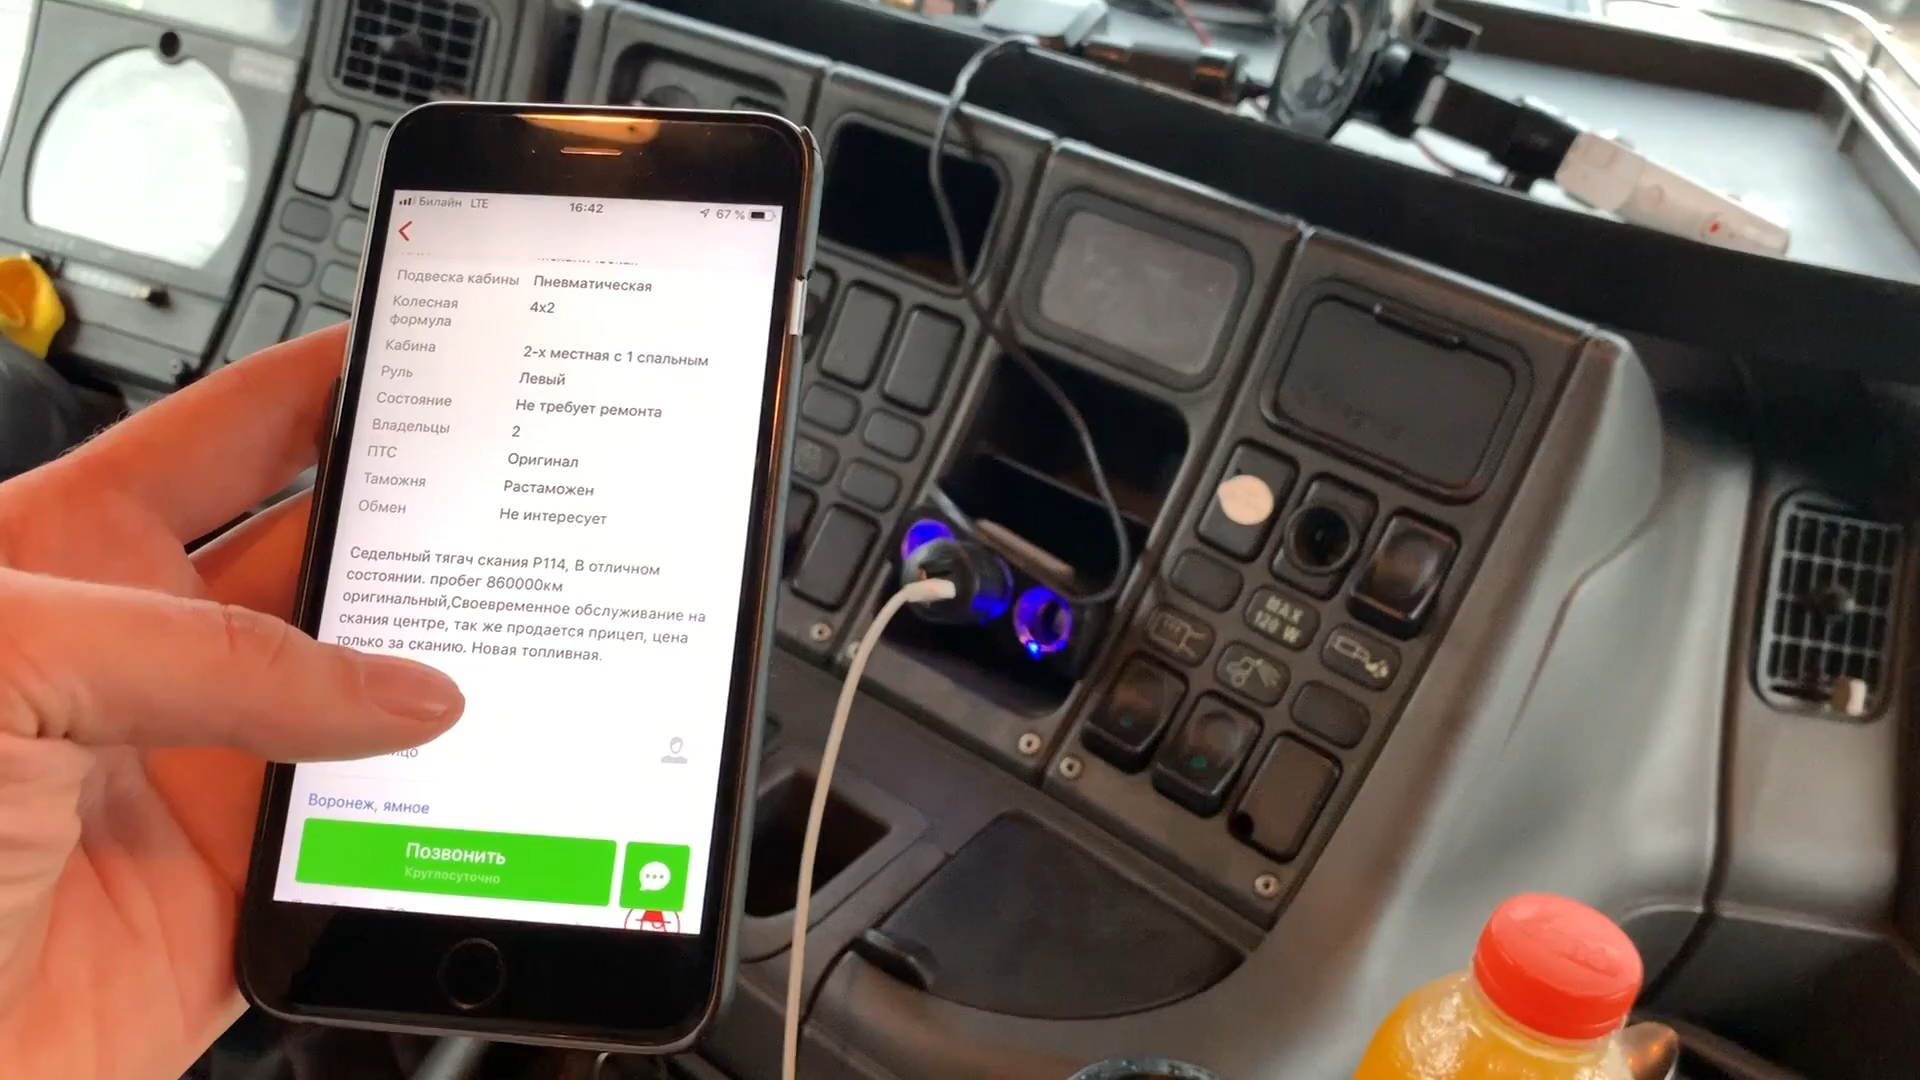 Билайн LTE 16:42 67 %
Подвеска кабины Пневматическая
Колесная формула 4x2
Кабина 2-х местная с 1 спальным
Руль Левый
Состояние Не требует ремонта
Владельцы 2
ПТС Оригинал
Таможня Растаможен
Обмен Не интересует
Седельный тягач скания Р114, В отличном
состоянии. пробег 860000км
оригинальный,Своевременное обслуживание на
скания центре, так же продается прицеп, цена
только за сканию. Новая топливная.
Воронеж, ямное
Позвонить
Круглосуточно
MAX
120 W